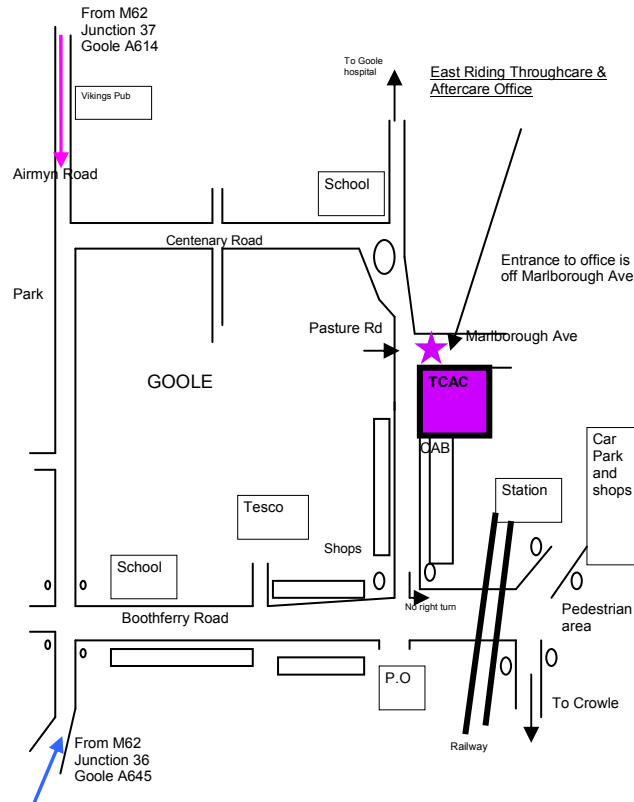 From M62
Junction 37
Goole A614
To Goole
hospital
East Riding Throughcare &
Aftercare Office
Vikings Pub
Airmyn Road
School
Centenary Road
Entrance to office is
off Marlborough Ave
Park
Pasture Rd
Marlborough Ave
GOOLE
TCAC
CAB
Car
Park
and
shops
Station
Tesco
Shops
School
No right turn
Boothferry Road
Pedestrian
area
P.O
To Crowle
Railway
From M62
Junction 36
Goole A645